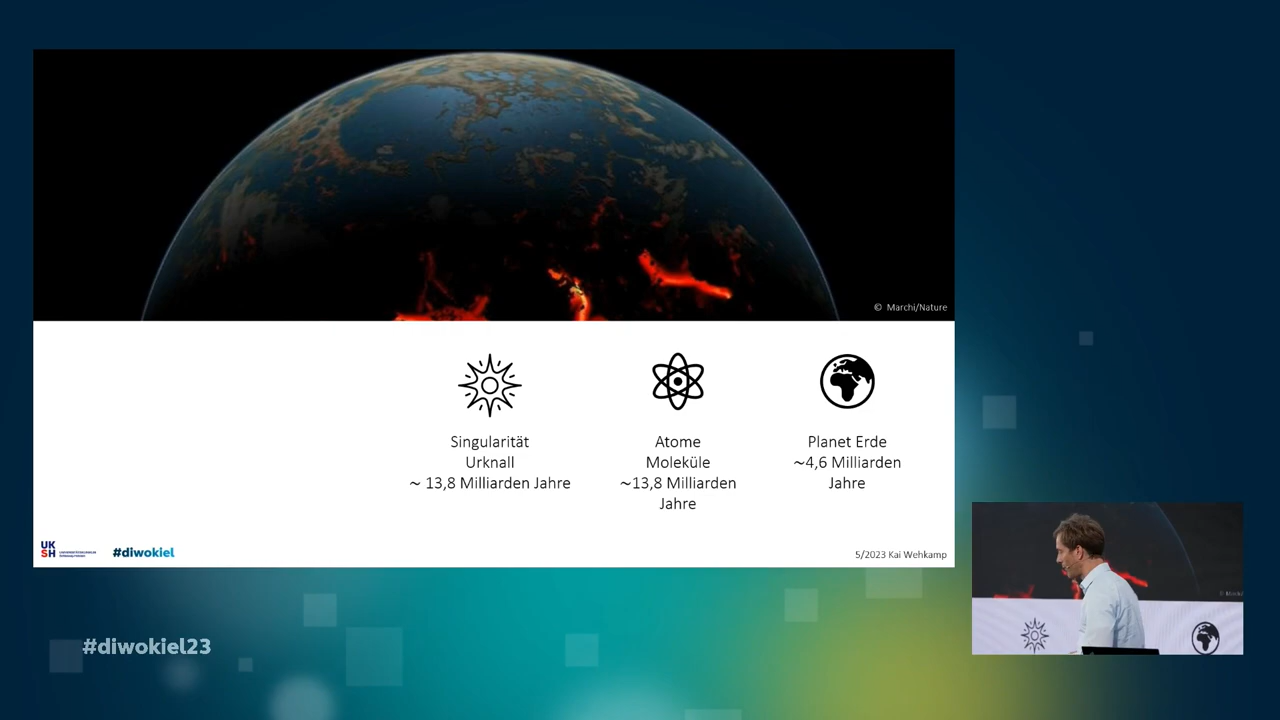 © Marchi/Nature
Singularität
Urknall
~ 13,8 Milliarden Jahre
Atome
Moleküle
~13,8 Milliarden
Jahre
Planet Erde
~4,6 Milliarden
Jahre
UK
SH
#diwokiel
5/2023 Kai Wehkamp
#diwokiel23